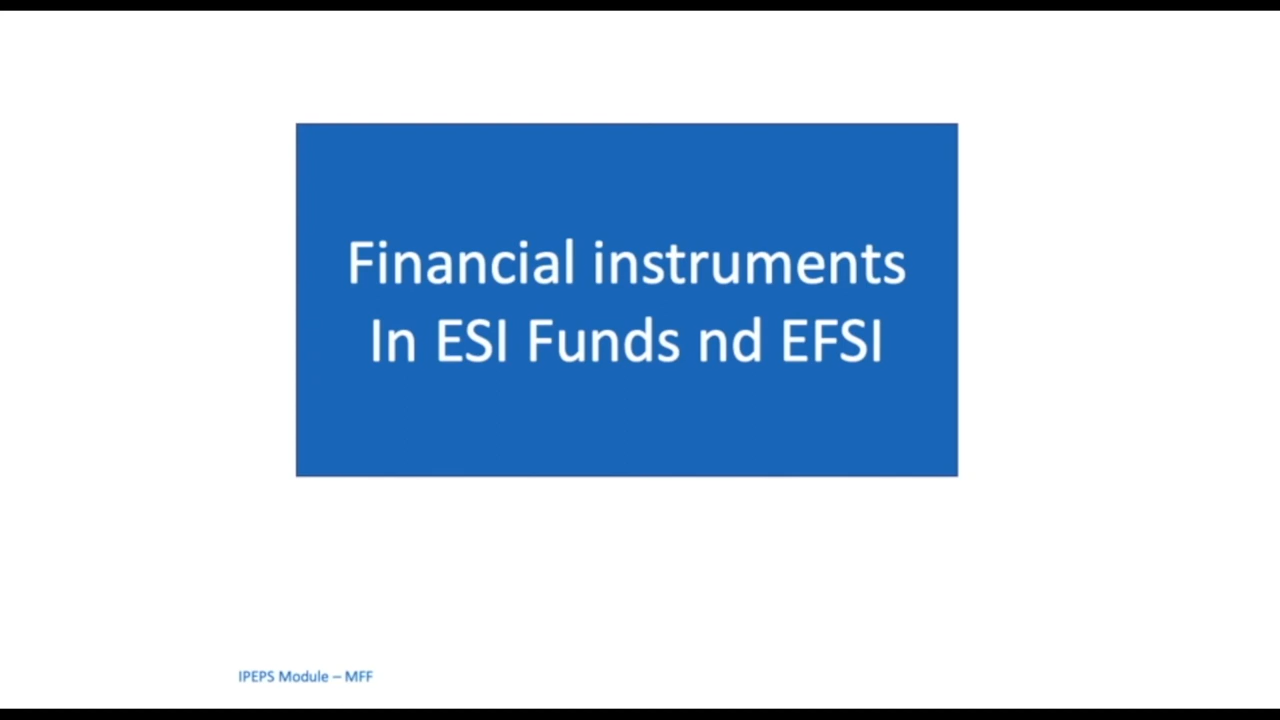 Financial instruments
In ESI Funds nd EFSI
IPEPS Module – MFF